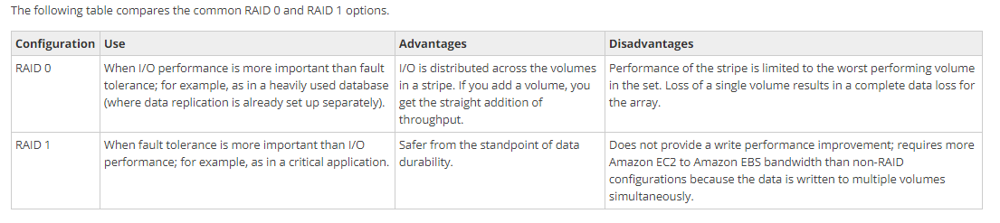 The following table compares the common RAID 0 and RAID 1 options.
Configuration Use Advantages Disadvantages
RAID 0
When I/O performance is more important than fault
tolerance; for example, as in a heavily used database
(where data replication is already set up separately).
I/O is distributed across the volumes
in a stripe. If you add a volume, you
get the straight addition of
throughput.
Performance of the stripe is limited to the worst performing volume
in the set. Loss of a single volume results in a complete data loss for
the array.
RAID 1
When fault tolerance is more important than I/O
performance; for example, as in a critical application.
Safer from the standpoint of data
durability.
Does not provide a write performance improvement; requires more
Amazon EC2 to Amazon EBS bandwidth than non-RAID
configurations because the data is written to multiple volumes
simultaneously.